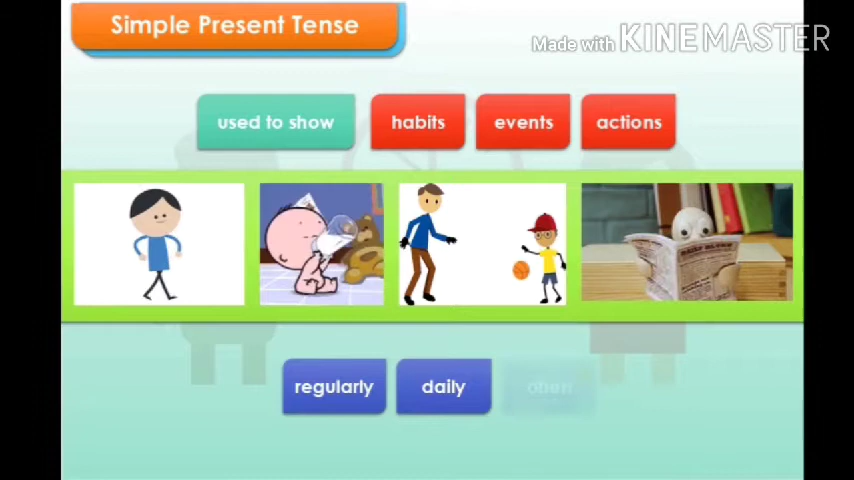 Simple Present Tense
Made with KINEMASTER
used to show
habits
events
actions
regularly
daily